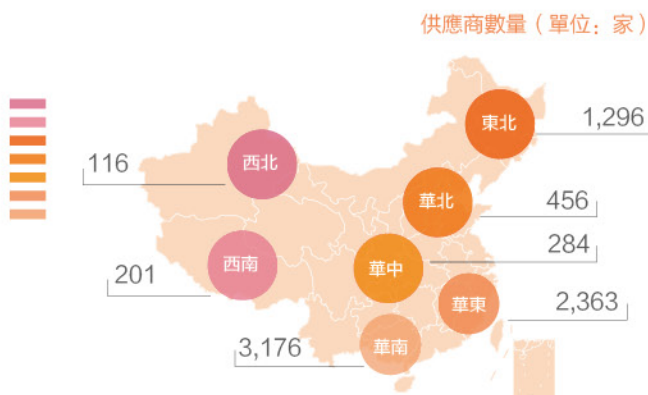 供應商數量（單位：家）
東北
1,296
西北
116
華北
456
西南
201
華中
284
華東
2,363
華南
3,176